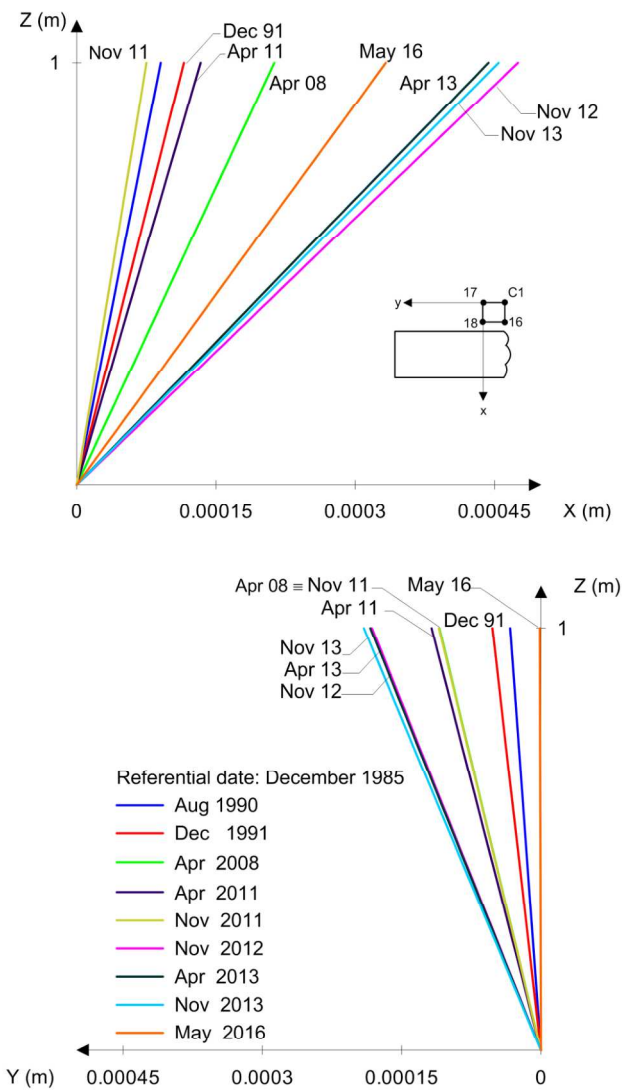 Z (m)
Dec 91
Nov 11
Apr 11
May 16
1
Apr 08
Apr 13
Nov 12
Nov 13
17
C1
y
18
16
x
0
0.00015
0.0003
0.00045
X (m)
Apr 08 ≡ Nov 11
May 16
Z (m)
Apr 11
Dec 91
1
Nov 13
Apr 13
Nov 12
Referential date: December 1985
Aug 1990
Dec 1991
Apr 2008
Apr 2011
Nov 2011
Nov 2012
Apr 2013
Nov 2013
May 2016
Y (m)
0.00045
0.0003
0.00015
0